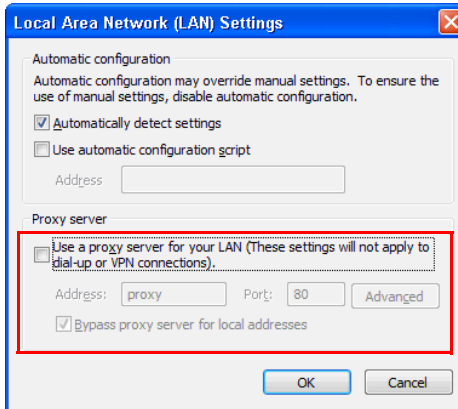 Local Area Network (LAN) Settings
Automatic configuration
Automatic configuration may override manual settings. To ensure the
use of manual settings, disable automatic configuration.
Automatically detect settings
Use automatic configuration script
Address
Proxy server
Use a proxy server for your LAN (These settings will not apply to
dial-up or VPN connections).
Address: proxy Port: 80 Advanced
Bypass proxy server for local addresses
OK Cancel